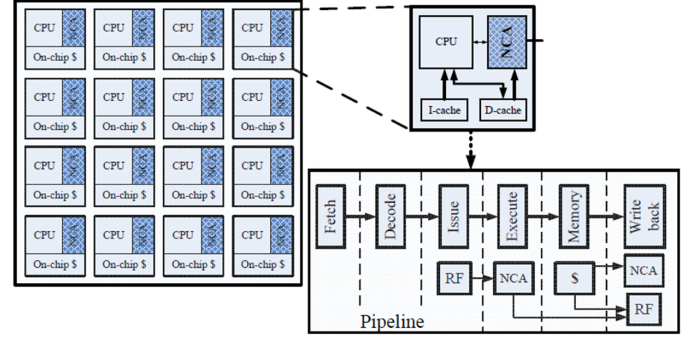 CPU NCA CPU NCA CPU NCA CPU NCA
On-chip $ On-chip $ On-chip $ On-chip $
CPU NCA CPU NCA CPU NCA CPU NCA
On-chip $ On-chip $ On-chip $ On-chip $
CPU NCA CPU NCA CPU NCA CPU NCA
On-chip $ On-chip $ On-chip $ On-chip $
CPU NCA CPU NCA CPU NCA CPU NCA
On-chip $ On-chip $ On-chip $ On-chip $
CPU NCA
I-cache D-cache
Fetch Decode Issue Execute Memory Write
back
RF NCA $ NCA
RF
Pipeline